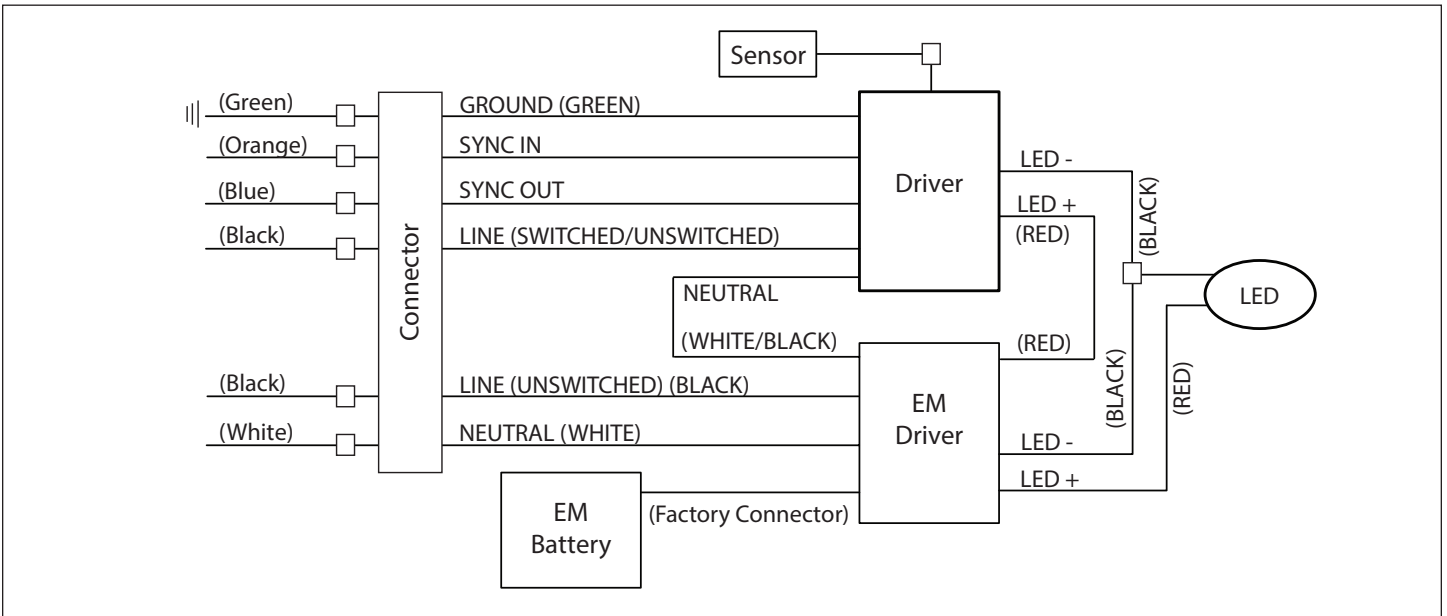 Sensor
(Green)
GROUND (GREEN)
(Orange)
SYNC IN
(Blue)
SYNC OUT
(Black)
LINE (SWITCHED/UNSWITCHED)
Connector
Driver
LED -
LED +
(RED)
(BLACK)
LED
NEUTRAL
(WHITE/BLACK)
(RED)
(Black)
LINE (UNSWITCHED) (BLACK)
(White)
NEUTRAL (WHITE)
EM
Driver
(BLACK)
(RED)
LED -
LED +
EM
Battery
(Factory Connector)